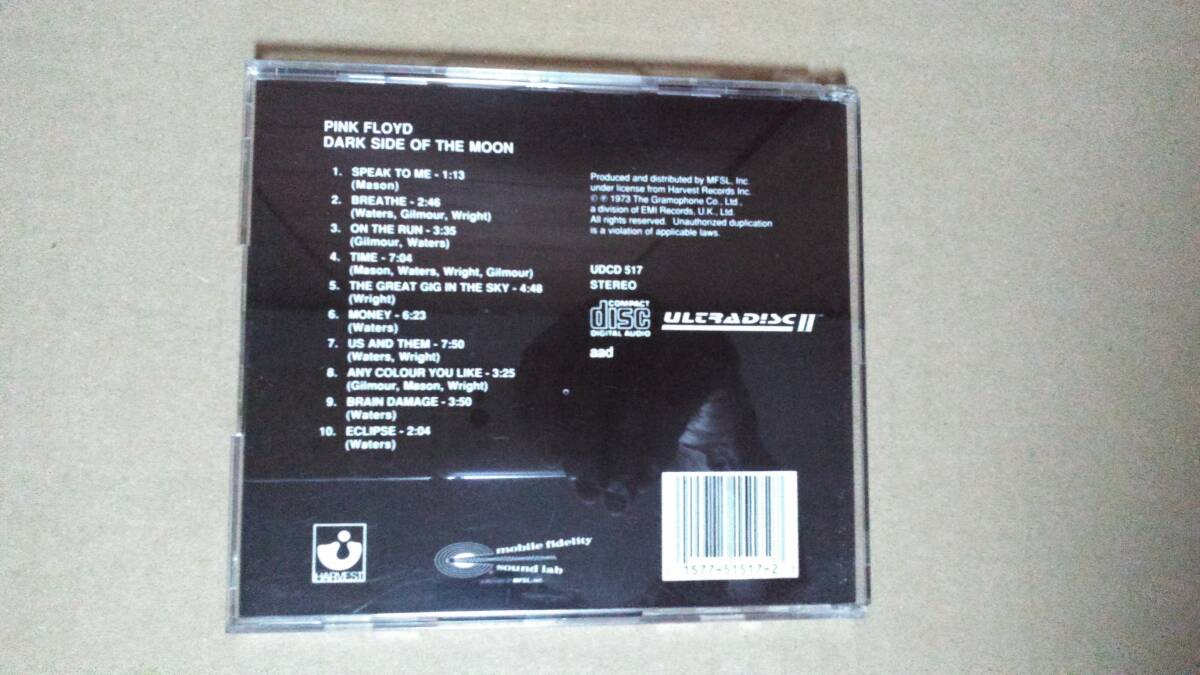 PINK FLOYD
DARK SIDE OF THE MOON
1. SPEAK TO ME - 1:13
(Mason)
2. BREATHE - 2:46
(Waters, Gilmour, Wright)
3. ON THE RUN - 3:35
(Gilmour, Waters)
4. TIME - 7:04
(Mason, Waters, Wright, Gilmour)
5. THE GREAT GIG IN THE SKY - 4:48
(Wright)
6. MONEY - 6:23
(Waters)
7. US AND THEM - 7:50
(Waters, Wright)
8. ANY COLOUR YOU LIKE - 3:25
(Gilmour, Mason, Wright)
9. BRAIN DAMAGE - 3:50
(Waters)
10. ECLIPSE - 2:04
(Waters)
Produced and distributed by MFSL, Inc.
under license from Harvest Records Inc.
© ℗ 1973 The Gramophone Co., Ltd.,
a division of EMI Records, U.K., Ltd.
All rights reserved. Unauthorized duplication
is a violation of applicable laws.
UDCD 517
STEREO
COMPACT
disc
DIGITAL AUDIO
ULTRADISC II
aad
HARVEST
mobile fidelity
sound lab
1577-51517-2